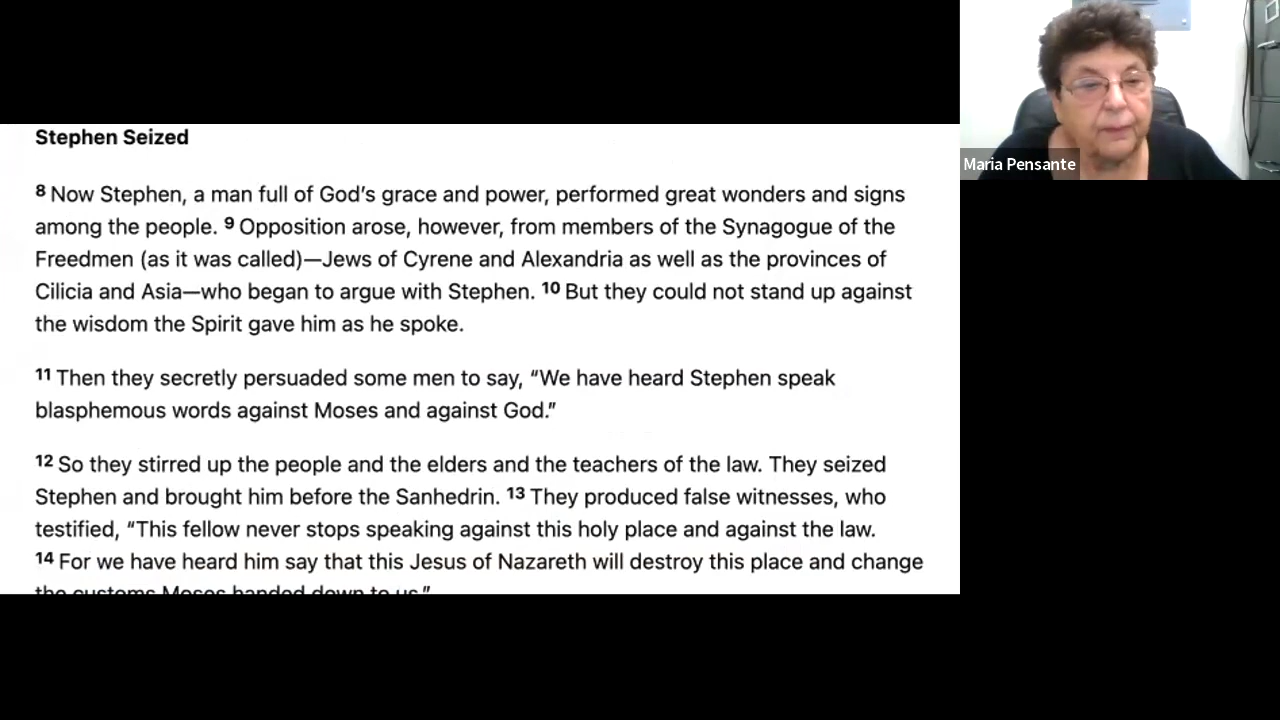 Stephen Seized
8 Now Stephen, a man full of God’s grace and power, performed great wonders and signs
among the people. 9 Opposition arose, however, from members of the Synagogue of the
Freedmen (as it was called)—Jews of Cyrene and Alexandria as well as the provinces of
Cilicia and Asia—who began to argue with Stephen. 10 But they could not stand up against
the wisdom the Spirit gave him as he spoke.
11 Then they secretly persuaded some men to say, “We have heard Stephen speak
blasphemous words against Moses and against God.”
12 So they stirred up the people and the elders and the teachers of the law. They seized
Stephen and brought him before the Sanhedrin. 13 They produced false witnesses, who
testified, “This fellow never stops speaking against this holy place and against the law.
14 For we have heard him say that this Jesus of Nazareth will destroy this place and change
the customs Moses handed down to us.”
Maria Pensante